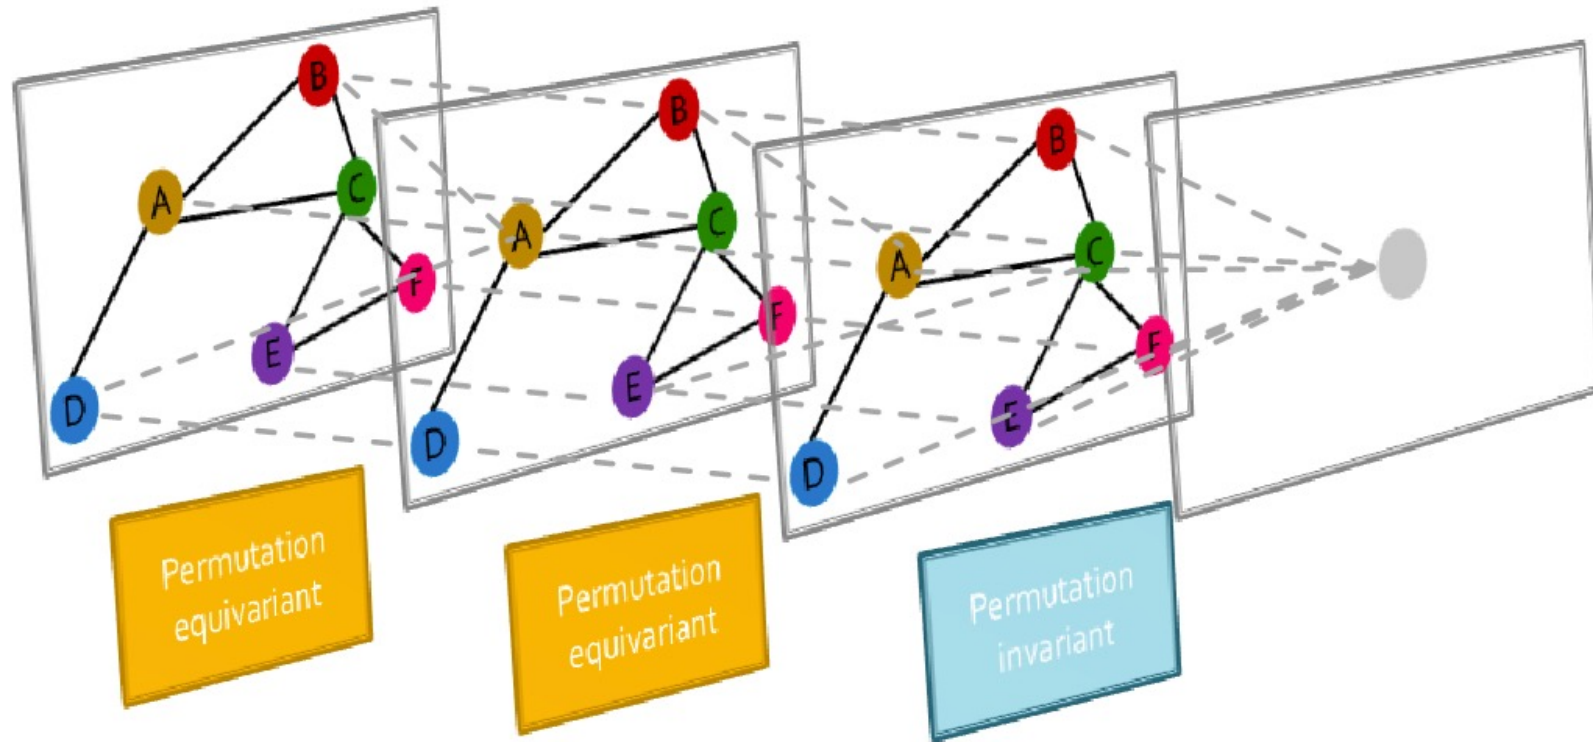 B
A
C
F
E
D
B
A
C
F
E
D
B
A
C
F
E
D
Permutation
equivariant
Permutation
equivariant
Permutation
invariant